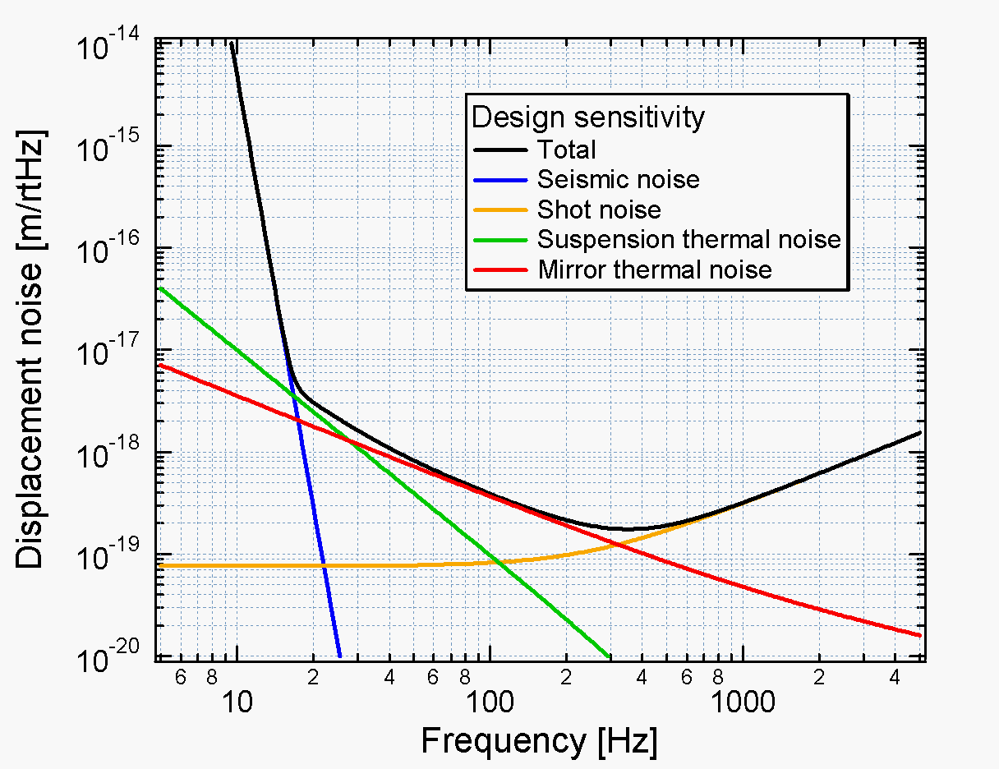 10-14
10-15
10-16
10-17
10-18
10-19
10-20
Displacement noise [m/rtHz]
Design sensitivity
Total
Seismic noise
Shot noise
Suspension thermal noise
Mirror thermal noise
6 8 2 4 6 8 2 4 6 8 2 4
10 100 1000
Frequency [Hz]